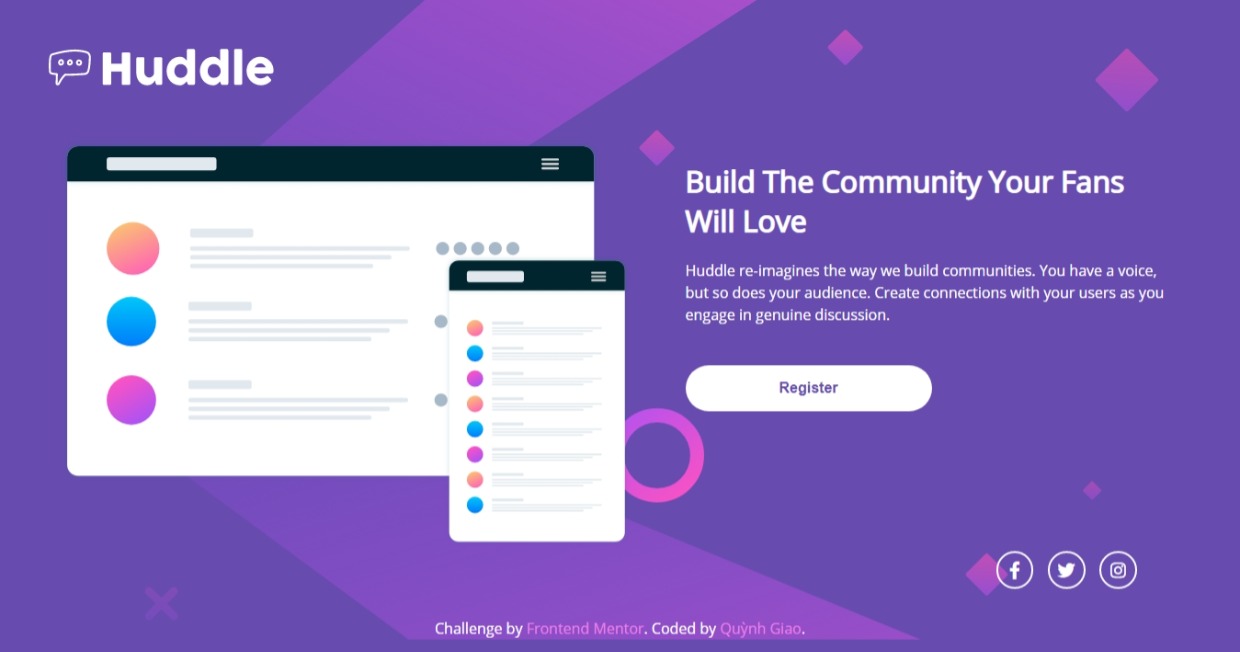 Huddle
Build The Community Your Fans
Will Love
Huddle re-imagines the way we build communities. You have a voice,
but so does your audience. Create connections with your users as you
engage in genuine discussion.
Register
Challenge by Frontend Mentor. Coded by Quỳnh Giao.